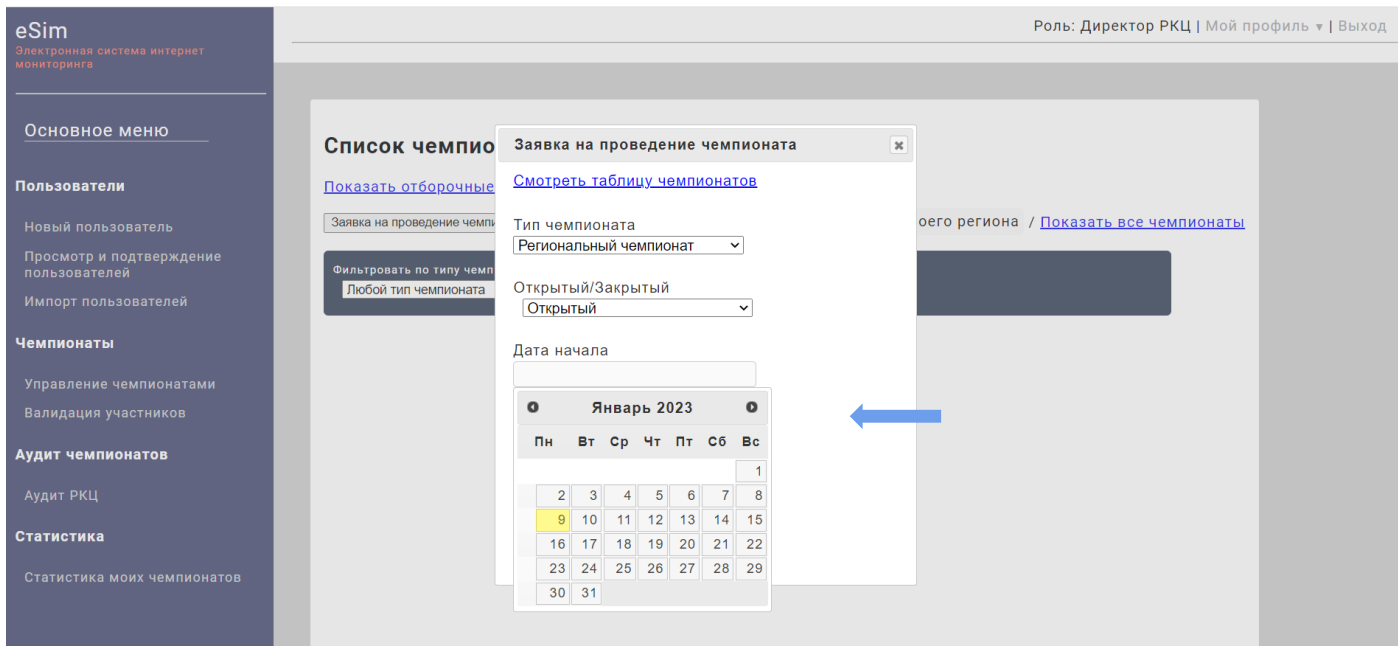 eSim
Электронная система интернет
мониторинга
Роль: Директор РКЦ | Мой профиль ▼ | Выход
Основное меню
Пользователи
Новый пользователь
Просмотр и подтверждение
пользователей
Импорт пользователей
Чемпионаты
Управление чемпионатами
Валидация участников
Аудит чемпионатов
Аудит РКЦ
Статистика
Статистика моих чемпионатов
Список чемпио
Показать отборочные
Заявка на проведение чемпи
оего региона / Показать все чемпионаты
Фильтровать по типу чемп
Любой тип чемпионата
Заявка на проведение чемпионата
Смотреть таблицу чемпионатов
Тип чемпионата
Региональный чемпионат
Открытый/Закрытый
Открытый
Дата начала
Январь 2023
Пн Вт Ср Чт Пт Сб Вс
1
2 3 4 5 6 7 8
9 10 11 12 13 14 15
16 17 18 19 20 21 22
23 24 25 26 27 28 29
30 31